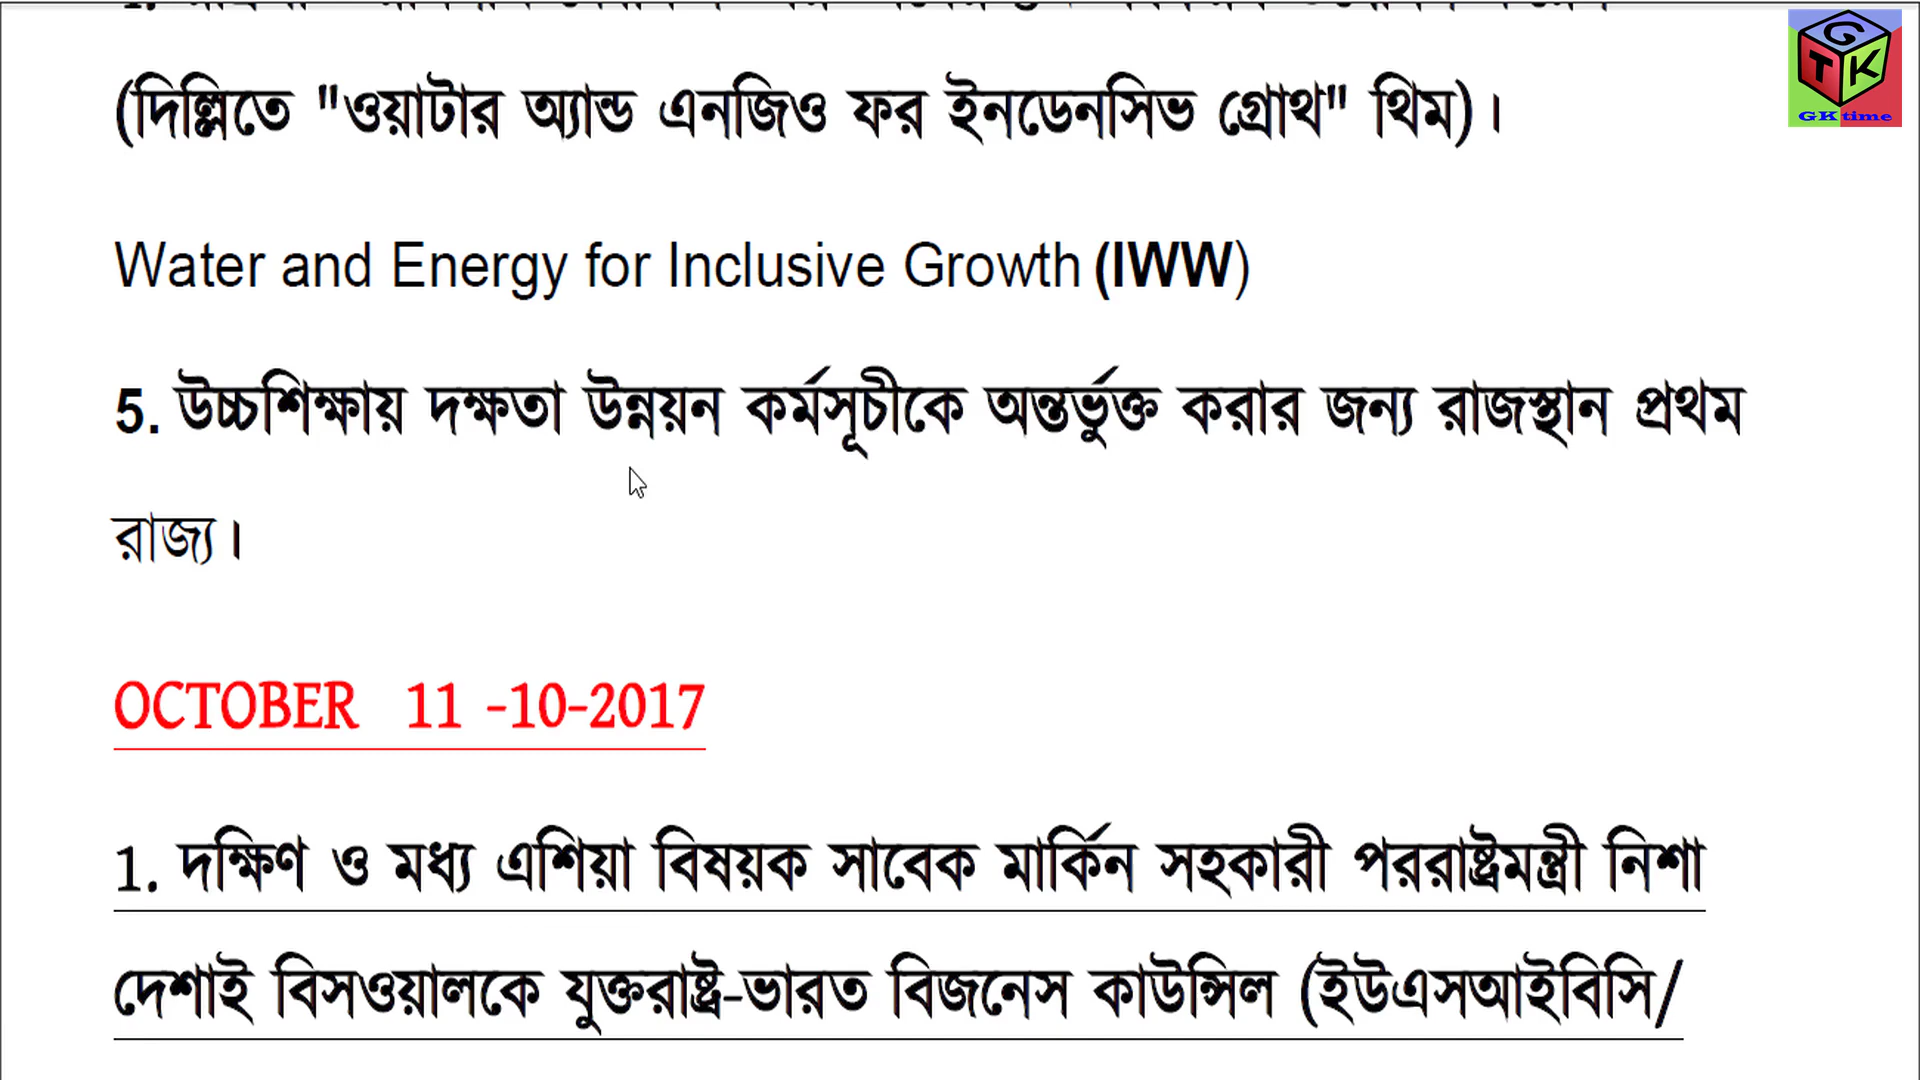 (দিল্লিতে "ওয়াটার অ্যান্ড এনজিও ফর ইনডেনসিভ গ্রোথ" থিম)।
Water and Energy for Inclusive Growth (IWW)
5. উচ্চশিক্ষায় দক্ষতা উন্নয়ন কর্মসূচীকে অন্তর্ভুক্ত করার জন্য রাজস্থান প্রথম
রাজ্য।
OCTOBER 11 -10-2017
1. দক্ষিণ ও মধ্য এশিয়া বিষয়ক সাবেক মার্কিন সহকারী পররাষ্ট্রমন্ত্রী নিশা
দেশাই বিসওয়ালকে যুক্তরাষ্ট্র-ভারত বিজনেস কাউন্সিল (ইউএসআইবিসি/
G
T K
GK time